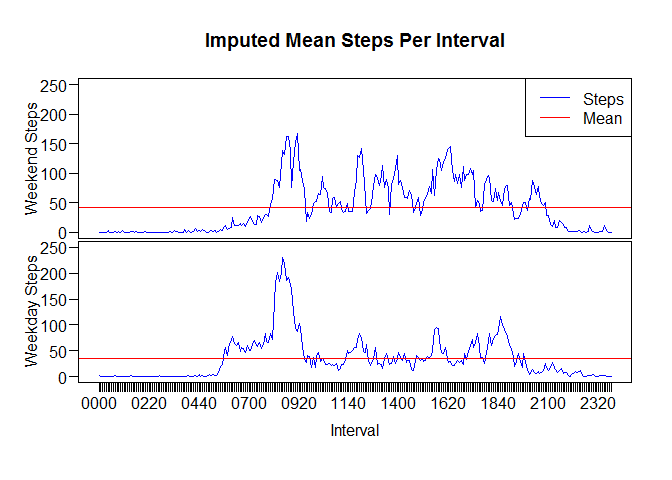 Imputed Mean Steps Per Interval
Weekend Steps
250
200
150
100
50
0
Steps
Mean
Weekday Steps
250
200
150
100
50
0
0000 0220 0440 0700 0920 1140 1400 1620 1840 2100 2320
Interval